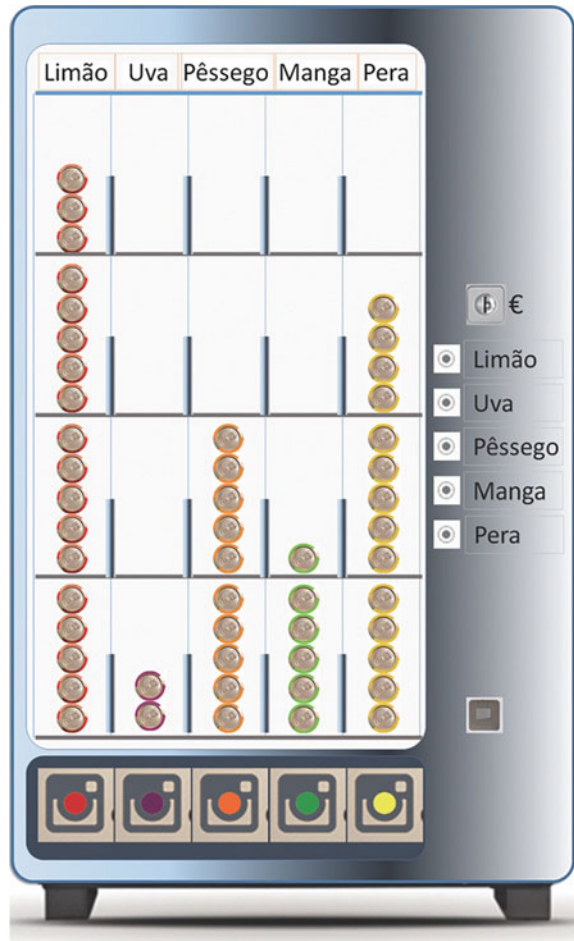 Limão Uva Pêssego Manga Pera
€
Limão
Uva
Pêssego
Manga
Pera